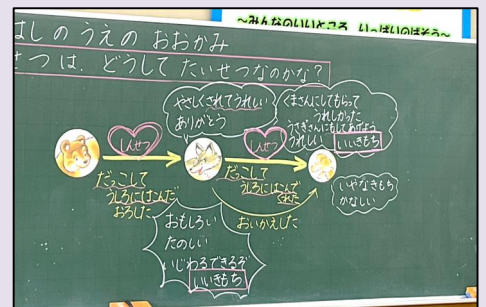 ～みんなのいいところ いっぱいのばそう～
はしのうえのおおかみ
せつは、どうしてたいせつなのかな？
やさしくされてうれしい
ありがとう
くまさんにしてもらって
うれしかった
うさぎさんにもしてあげよう
うれしい
いいきもち
しんせつ
しんせつ
だっこして
うしろにはこんで
おろした
だっこして
うしろにはこんで
くれた
おいかえした
いやなきもち
かなしい
おもしろい
たのしい
いじわるできるぞ
いいきもち